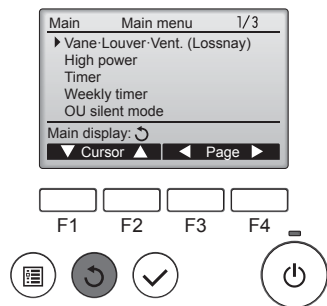 Main Main menu 1/3
Vane·Louver·Vent. (Lossnay)
High power
Timer
Weekly timer
OU silent mode
Main display:
Cursor Page
F1 F2 F3 F4